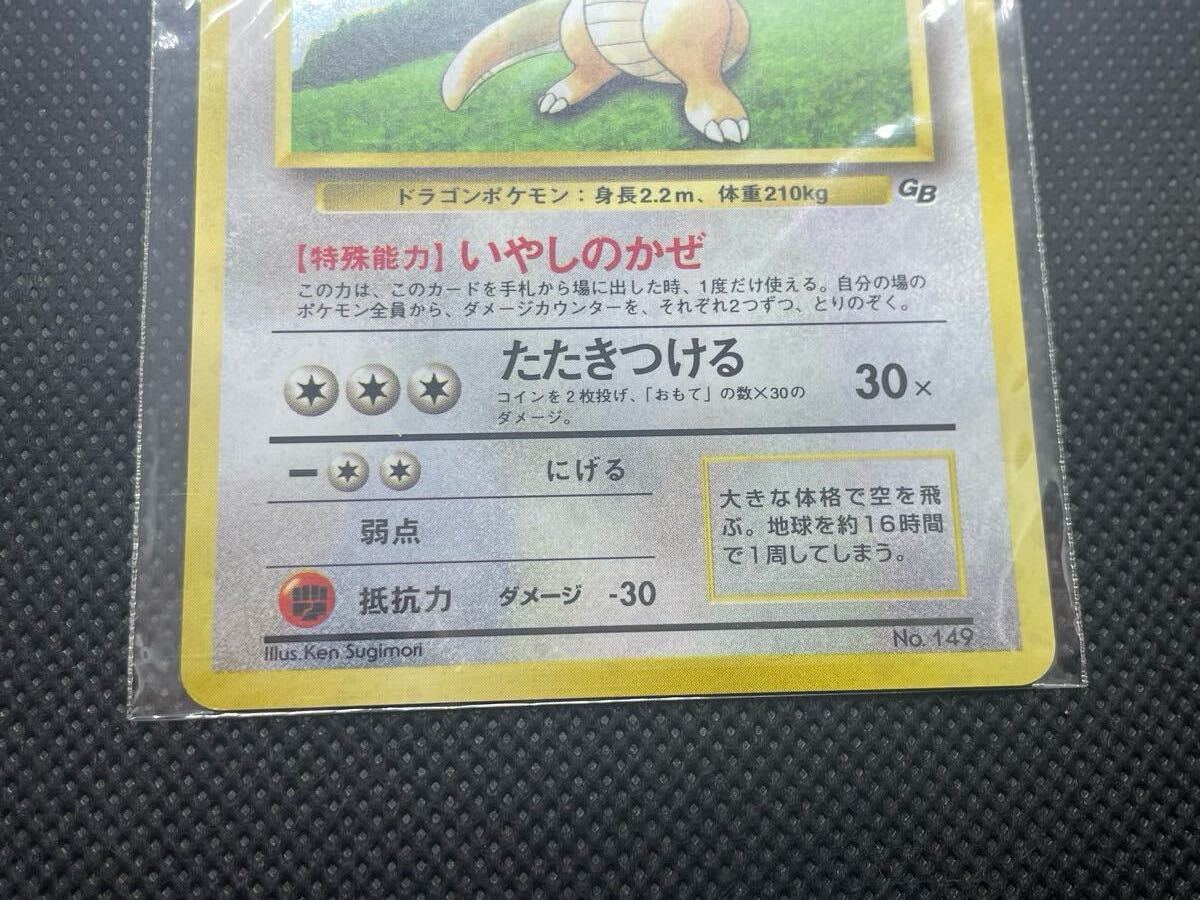 ドラゴンポケモン:身長2.2m、体重210kg
GB
【特殊能力】いやしのかぜ
この力は、このカードを手札から場に出した時、1度だけ使える。自分の場の
ポケモン全員から、ダメージカウンターを、それぞれ2つずつ、とりのぞく。
たたきつける
コインを2枚投げ、「おもて」の数×30の
ダメージ。
30×
− にげる
弱点
抵抗力 ダメージ -30
大きな体格で空を飛
ぶ。地球を約16時間
で1周してしまう。
Illus. Ken Sugimori
No. 149